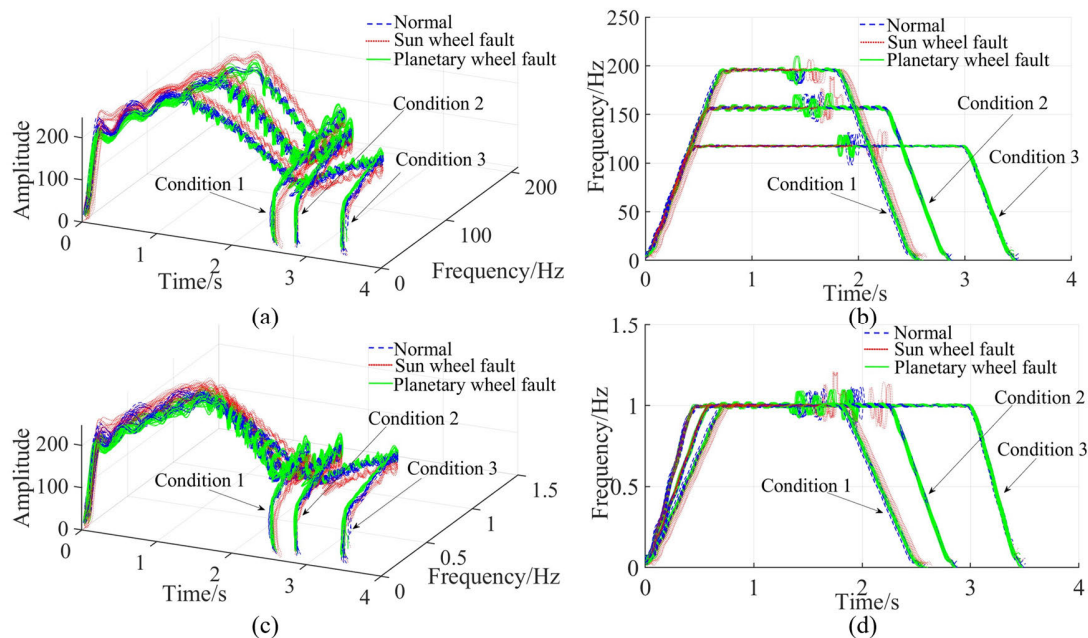 Normal
Sun wheel fault
Planetary wheel fault
Condition 2
Condition 3
Condition 1
Amplitude
200
100
0
0
1
2
3
4
Time/s
0
100
200
Frequency/Hz
(a)
250
200
150
100
50
0
Frequency/Hz
Normal
Sun wheel fault
Planetary wheel fault
Condition 2
Condition 3
Condition 1
0
1
2
3
4
Time/s
(b)
Normal
Sun wheel fault
Planetary wheel fault
Condition 2
Condition 3
Condition 1
Amplitude
200
100
0
0
1
2
3
4
Time/s
0
0.5
1
1.5
Frequency/Hz
(c)
1.5
1
0.5
0
Frequency/Hz
Normal
Sun wheel fault
Planetary wheel fault
Condition 2
Condition 3
Condition 1
0
1
2
3
4
Time/s
(d)